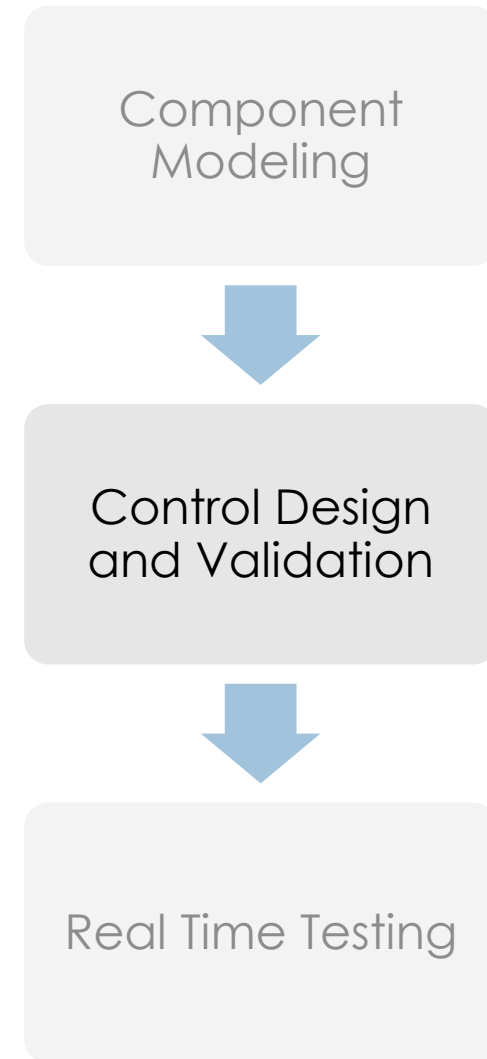 Component
Modeling
Control Design
and Validation
Real Time Testing